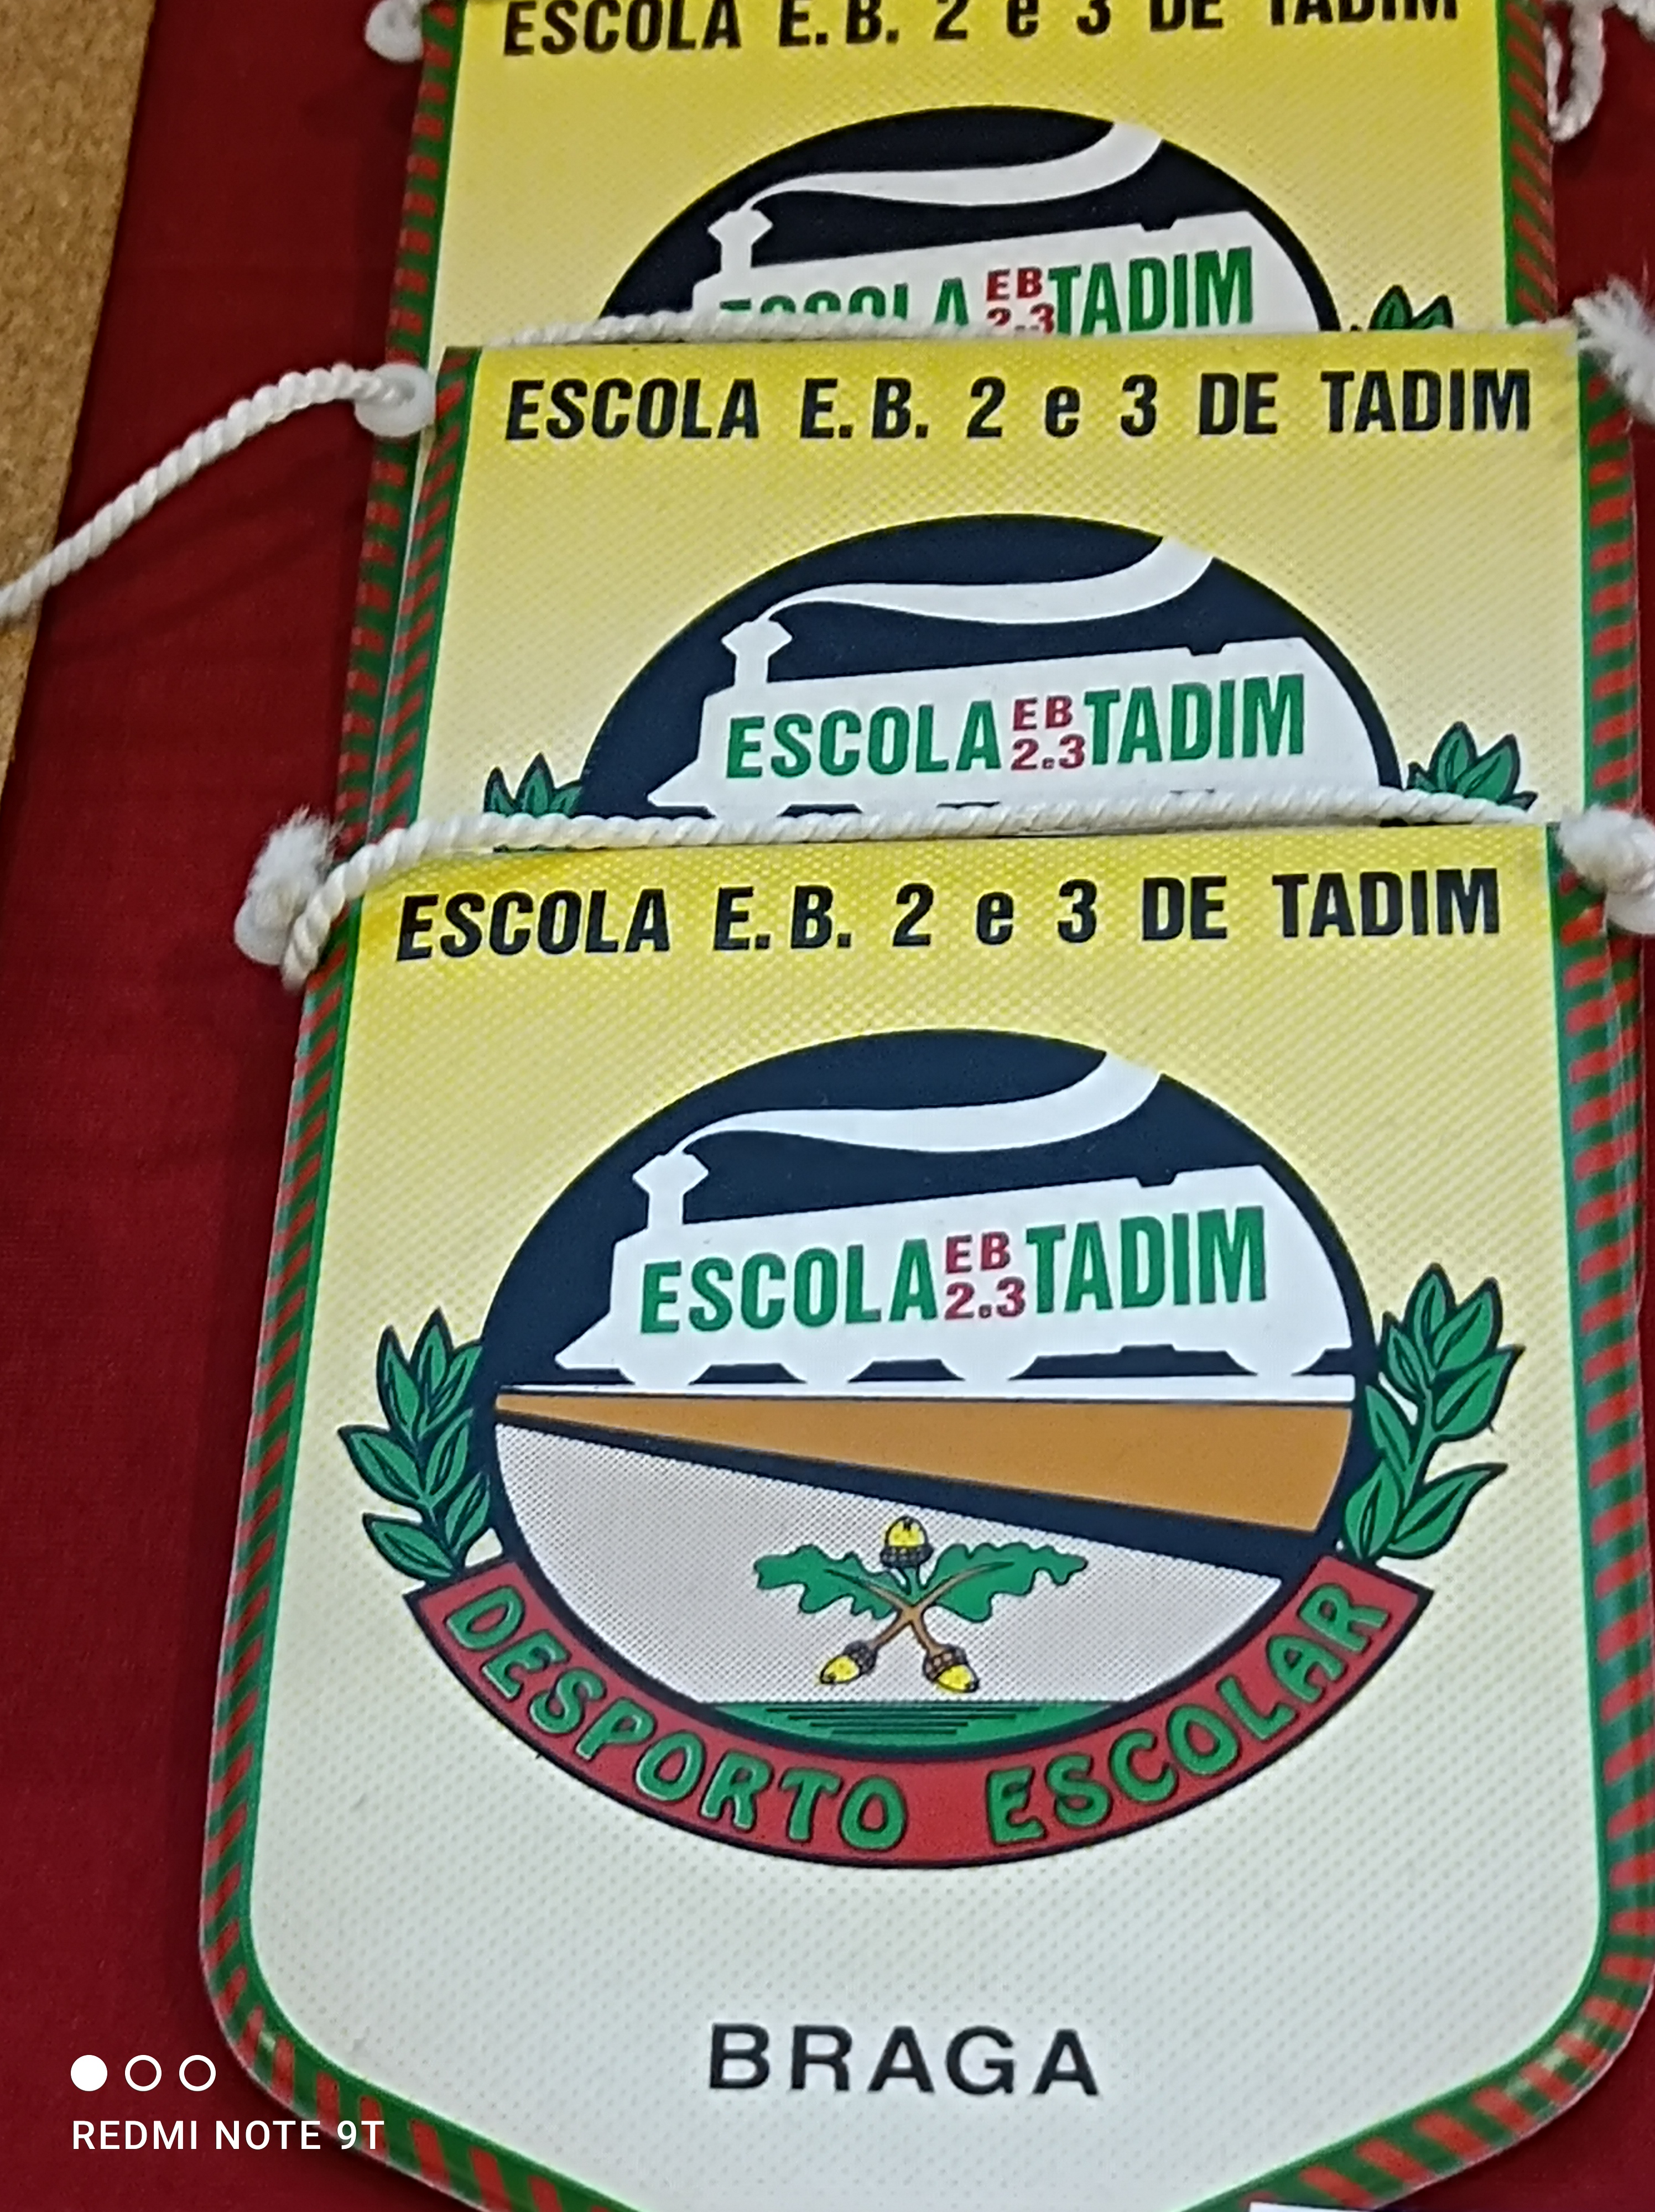 ESCOLA E.B. 2 e 3 DE TADIM
ESCOLA EB 2.3 TADIM
ESCOLA E.B. 2 e 3 DE TADIM
ESCOLA EB 2.3 TADIM
ESCOLA E.B. 2 e 3 DE TADIM
ESCOLA EB 2.3 TADIM
DESPORTO ESCOLAR
BRAGA
REDMI NOTE 9T